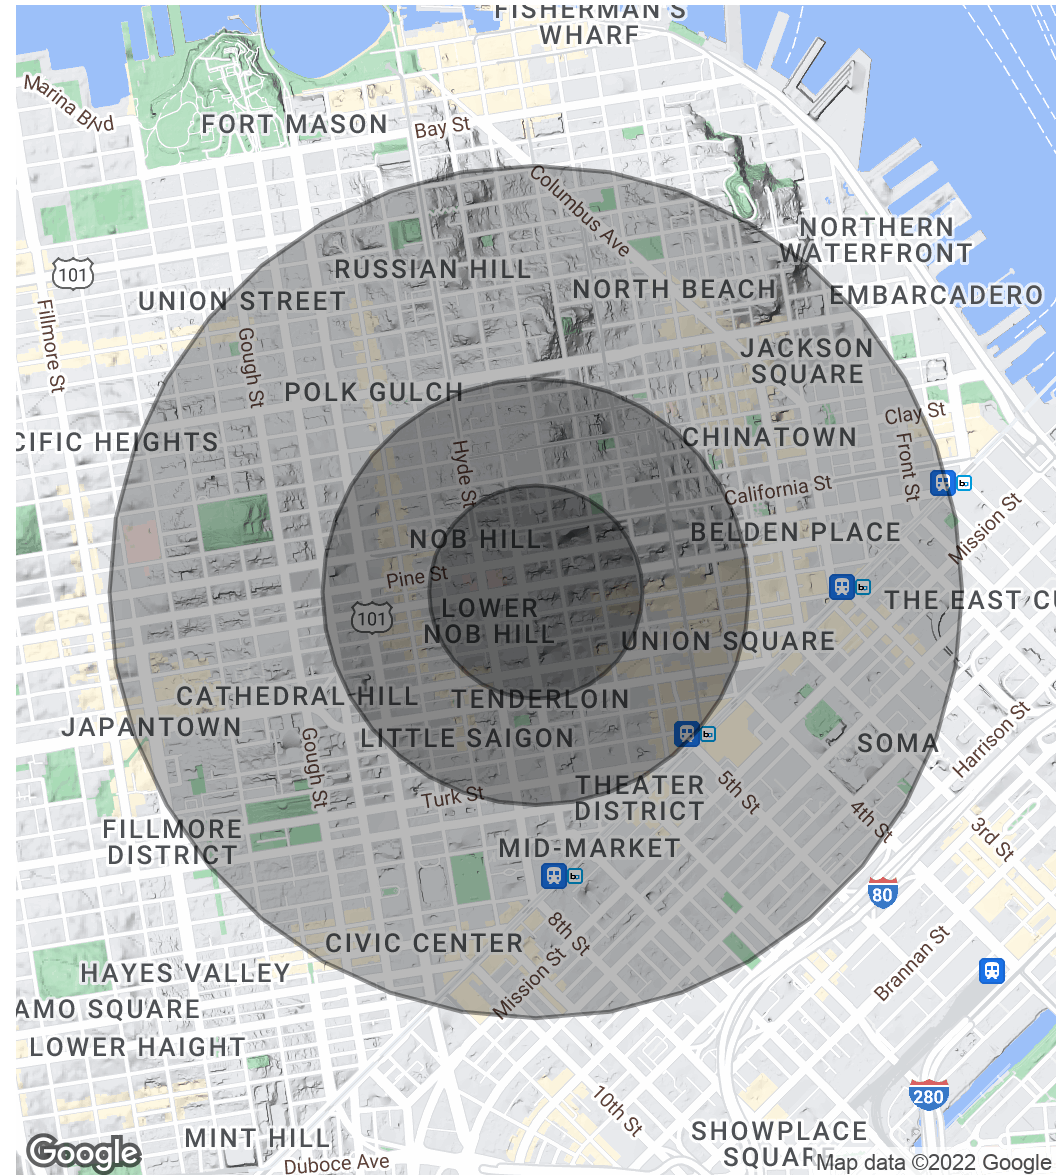 FISHERMAN'S
WHARF
Marina Blvd
FORT MASON
Bay St
Columbus Ave
NORTHERN
WATERFRONT
101
RUSSIAN HILL
NORTH BEACH
EMBARCADERO
UNION STREET
Fillmore St
Gough St
JACKSON
SQUARE
POLK GULCH
Clay St
CIFIC HEIGHTS
CHINATOWN
Hyde St
Front St
California St
Mission St
NOB HILL
BELDEN PLACE
Pine St
THE EAST CU
LOWER
NOB HILL
101
UNION SQUARE
CATHEDRAL HILL
TENDERLOIN
JAPANTOWN
LITTLE SAIGON
SOMA
Harrison St
Gough St
THEATER
DISTRICT
Turk St
5th St
4th St
3rd St
FILLMORE
DISTRICT
MID-MARKET
80
8th St
CIVIC CENTER
Mission St
Brannan St
HAYES VALLEY
AMO SQUARE
LOWER HAIGHT
280
10th St
MINT HILL
SHOWPLACE
SQUAR
Google
Duboce Ave
Map data ©2022 Google